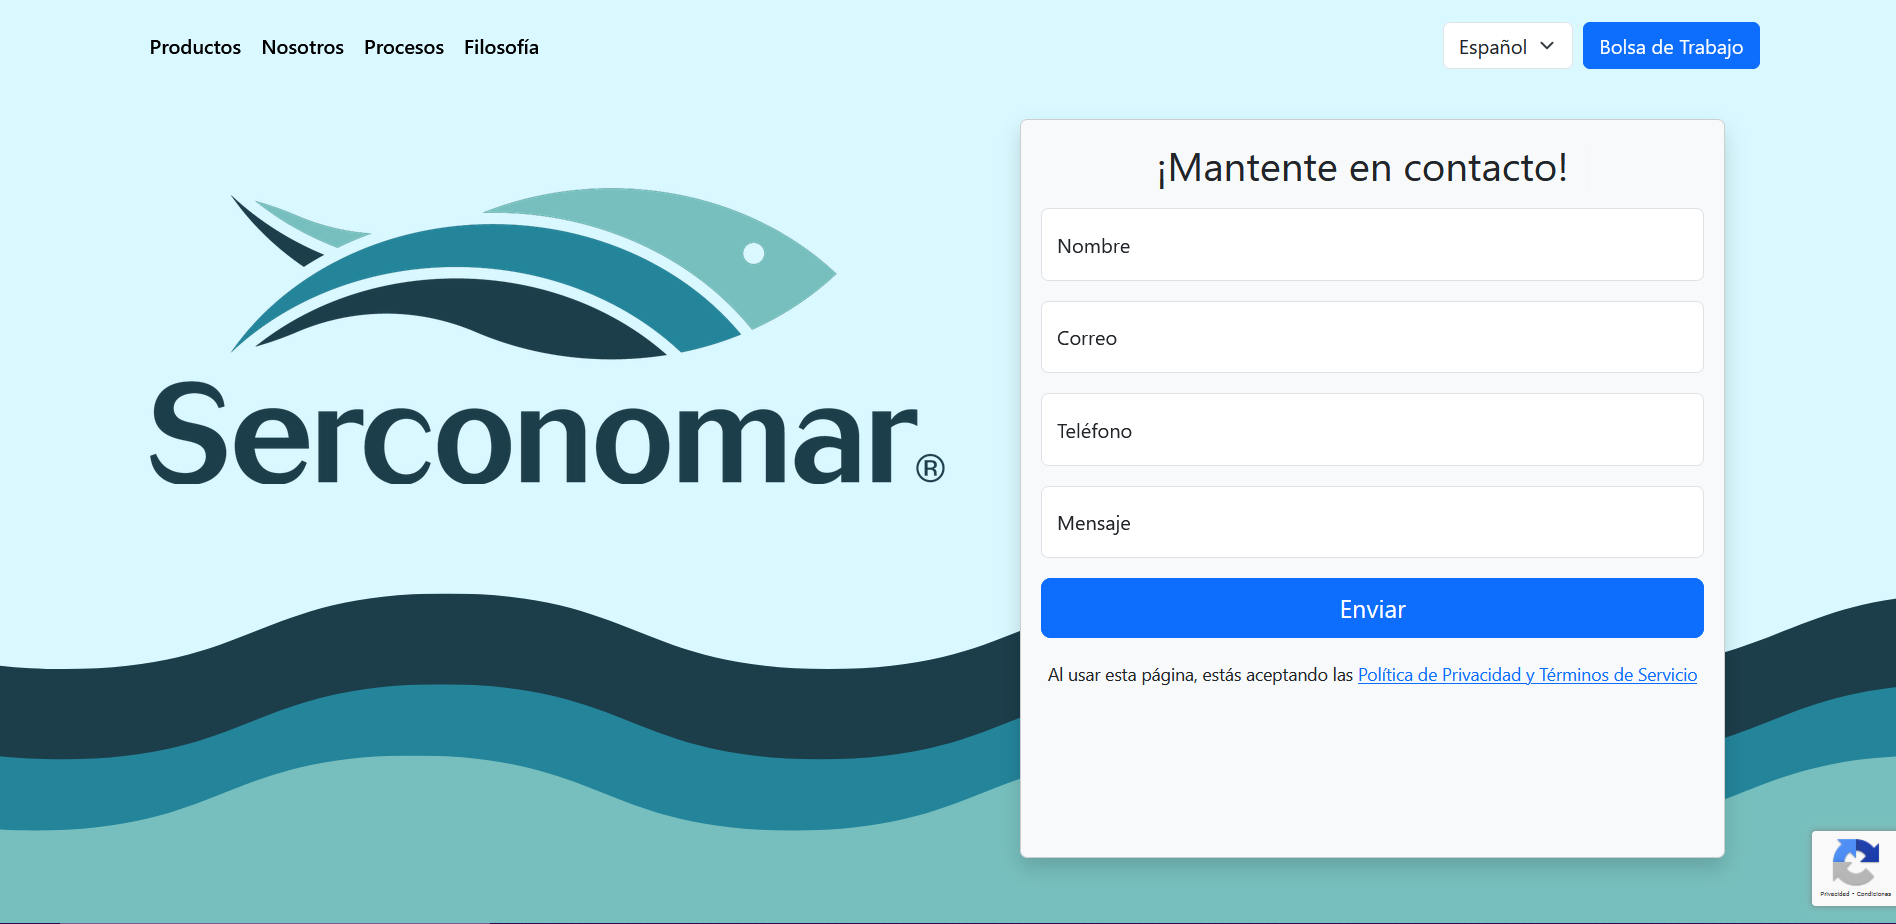 Productos Nosotros Procesos Filosofía Español Bolsa de Trabajo
Serconomar®
¡Mantente en contacto!
Nombre
Correo
Teléfono
Mensaje
Enviar
Al usar esta página, estás aceptando las Política de Privacidad y Términos de Servicio
Privacidad - Condiciones